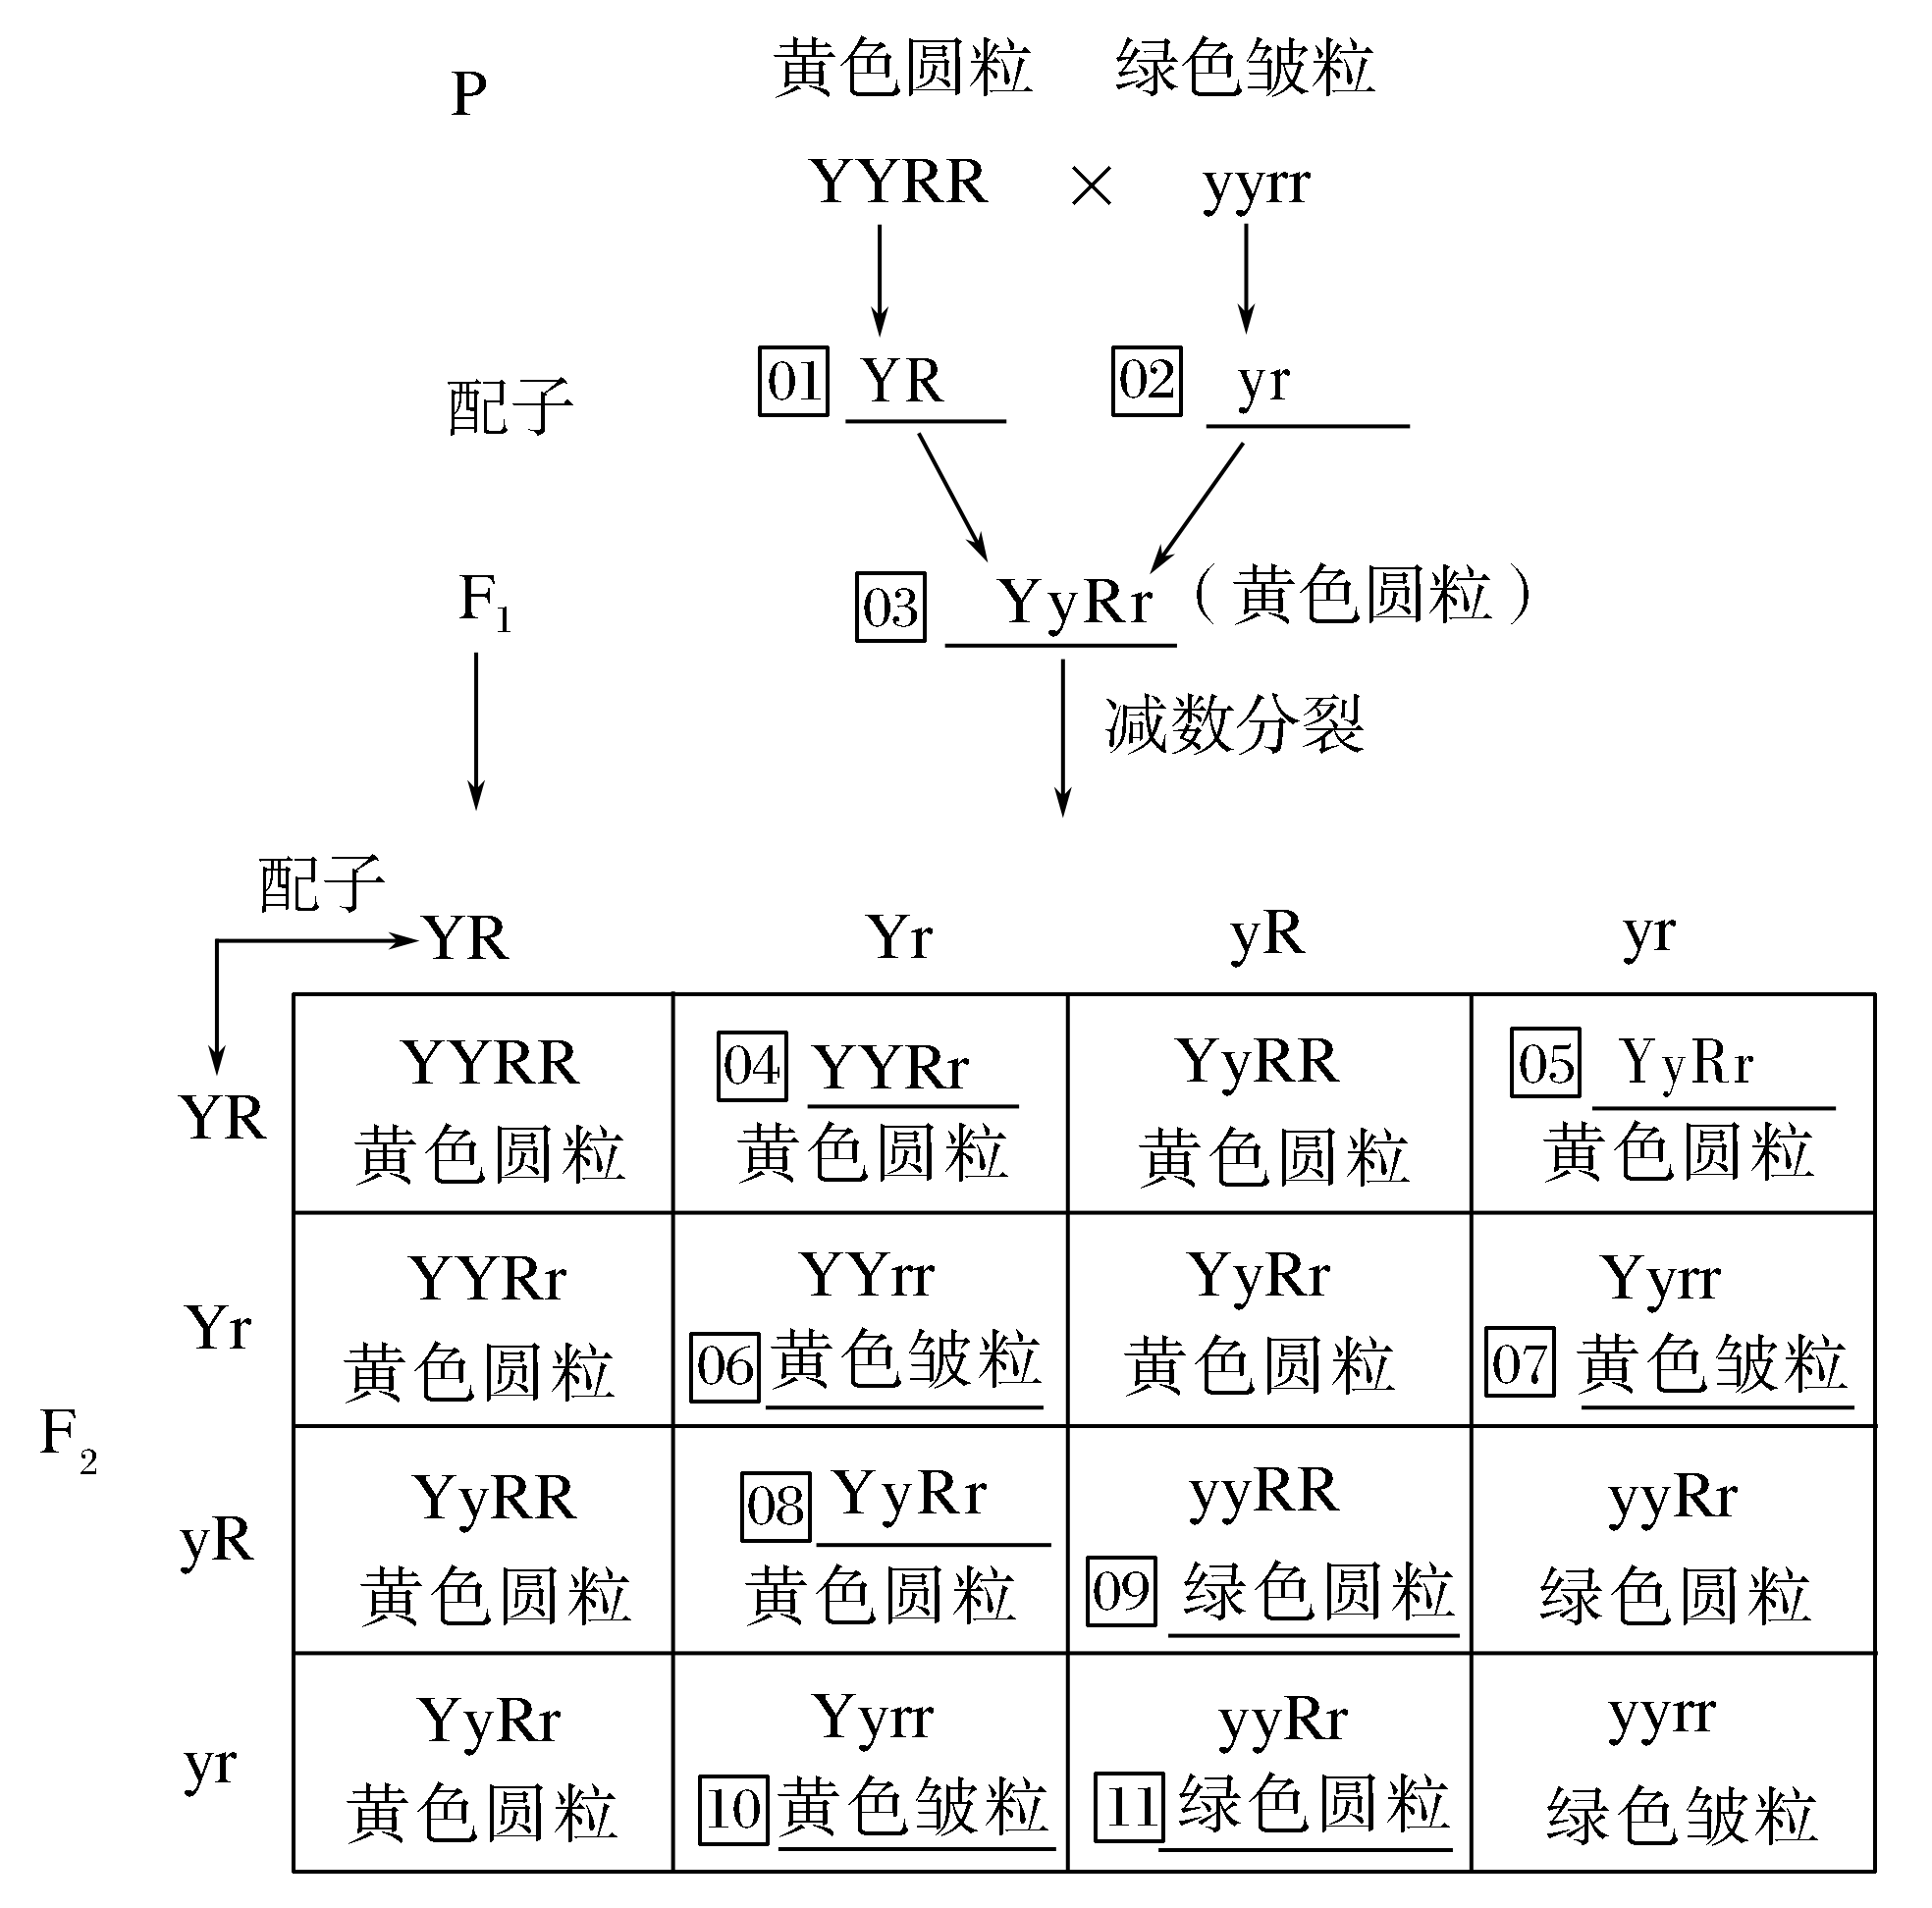 P 黄色圆粒 绿色皱粒
YYRR × yyrr
配子 01 YR 02 yr
F₁ 03 YyRr（黄色圆粒）
减数分裂
配子
YR Yr yR yr
YYRR 04 YYRr YyRR 05 YyRr
YR
黄色圆粒 黄色圆粒 黄色圆粒 黄色圆粒
YYRr YYrr YyRr Yyrr
Yr
黄色圆粒 06 黄色皱粒 黄色圆粒 07 黄色皱粒
F₂
YyRR 08 YyRr yyRR yyRr
yR
黄色圆粒 黄色圆粒 09 绿色圆粒 绿色圆粒
YyRr Yyrr yyRr yyrr
yr
黄色圆粒 10 黄色皱粒 11 绿色圆粒 绿色皱粒